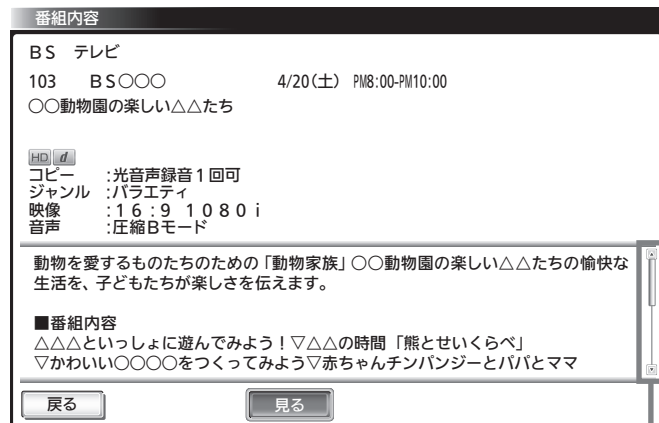 番組内容
BS テレビ
103 BS○○○ 4/20(土) PM8:00-PM10:00
○○動物園の楽しい△△たち
HD d
コピー :光音声録音1回可
ジャンル :バラエティ
映像 :16:9 1080i
音声 :圧縮Bモード
動物を愛するものたちのための「動物家族」○○動物園の楽しい△△たちの愉快な
生活を、子どもたちが楽しさを伝えます。
■番組内容
△△△といっしょに遊んでみよう!▽△△の時間「熊とせいくらべ」
▽かわいい○○○○をつくってみよう▽赤ちゃんチンパンジーとパパとママ
戻る 見る